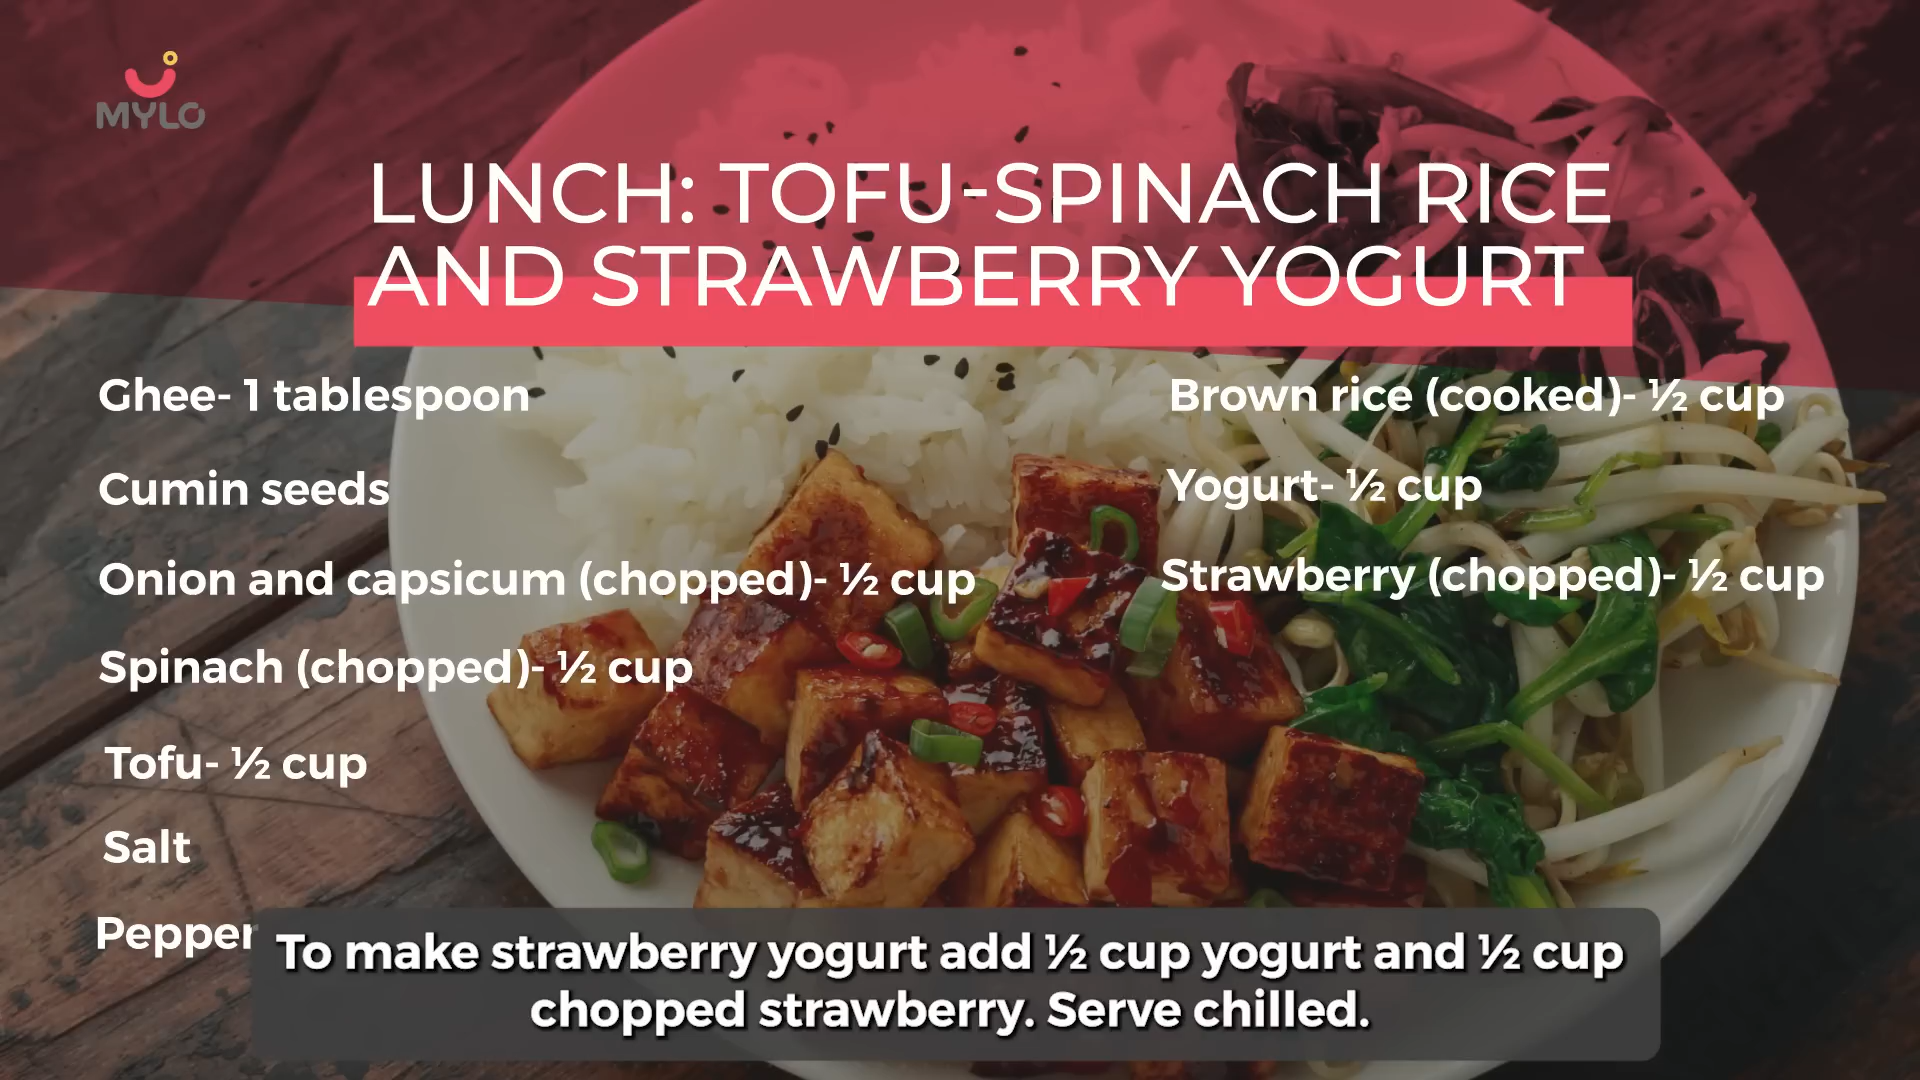 MYLO
LUNCH: TOFU-SPINACH RICE
AND STRAWBERRY YOGURT
Ghee- 1 tablespoon
Cumin seeds
Onion and capsicum (chopped)- ½ cup
Spinach (chopped)- ½ cup
Tofu- ½ cup
Salt
Pepper
Brown rice (cooked)- ½ cup
Yogurt- ½ cup
Strawberry (chopped)- ½ cup
To make strawberry yogurt add ½ cup yogurt and ½ cup
chopped strawberry. Serve chilled.